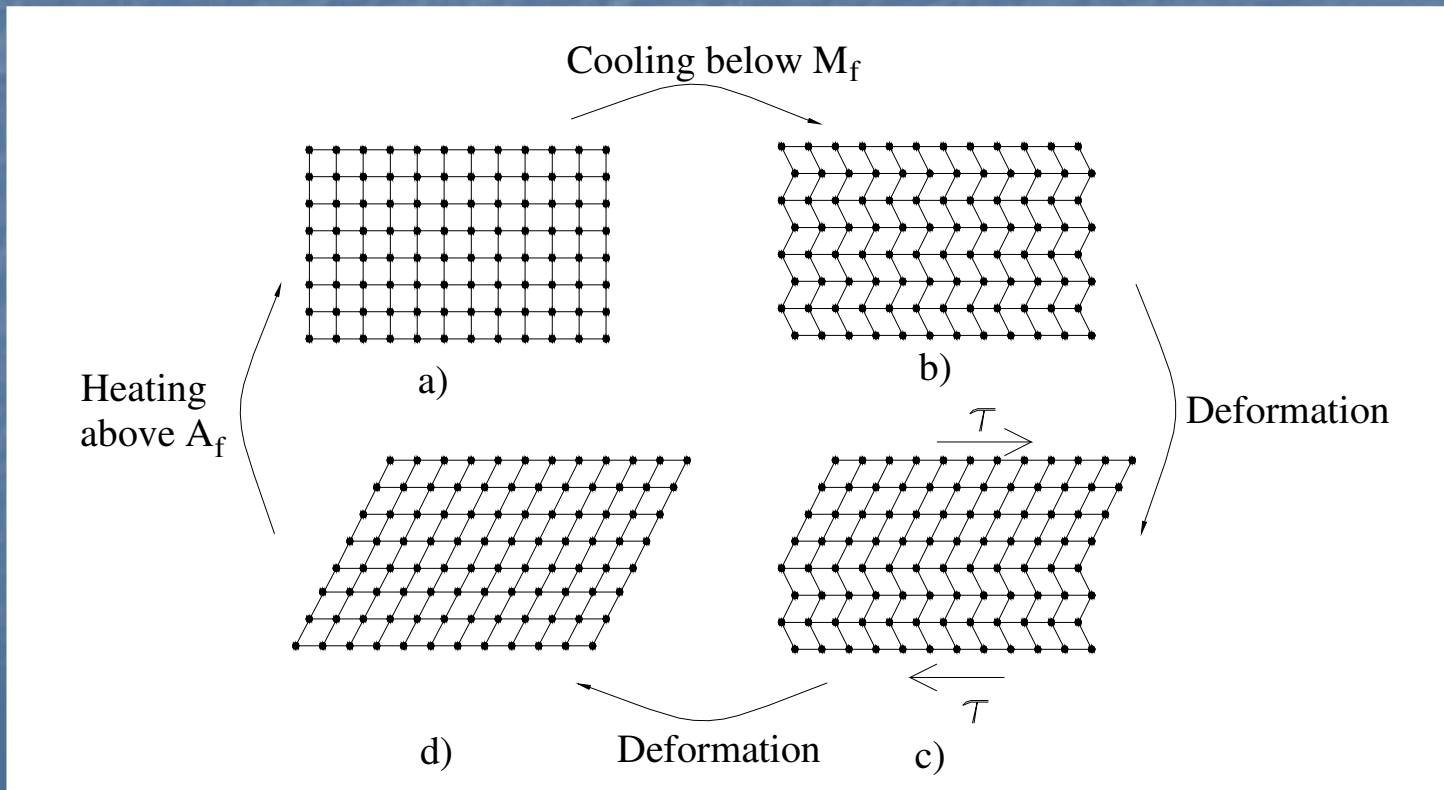 Cooling below M_f
a)
b)
Heating
above A_f
Deformation
τ
τ
d)
Deformation
c)